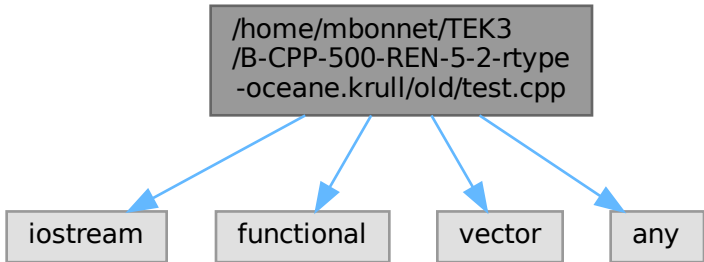 /home/mbonnet/TEK3
/B-CPP-500-REN-5-2-rtype
-oceane.krull/old/test.cpp
iostream
functional
vector
any